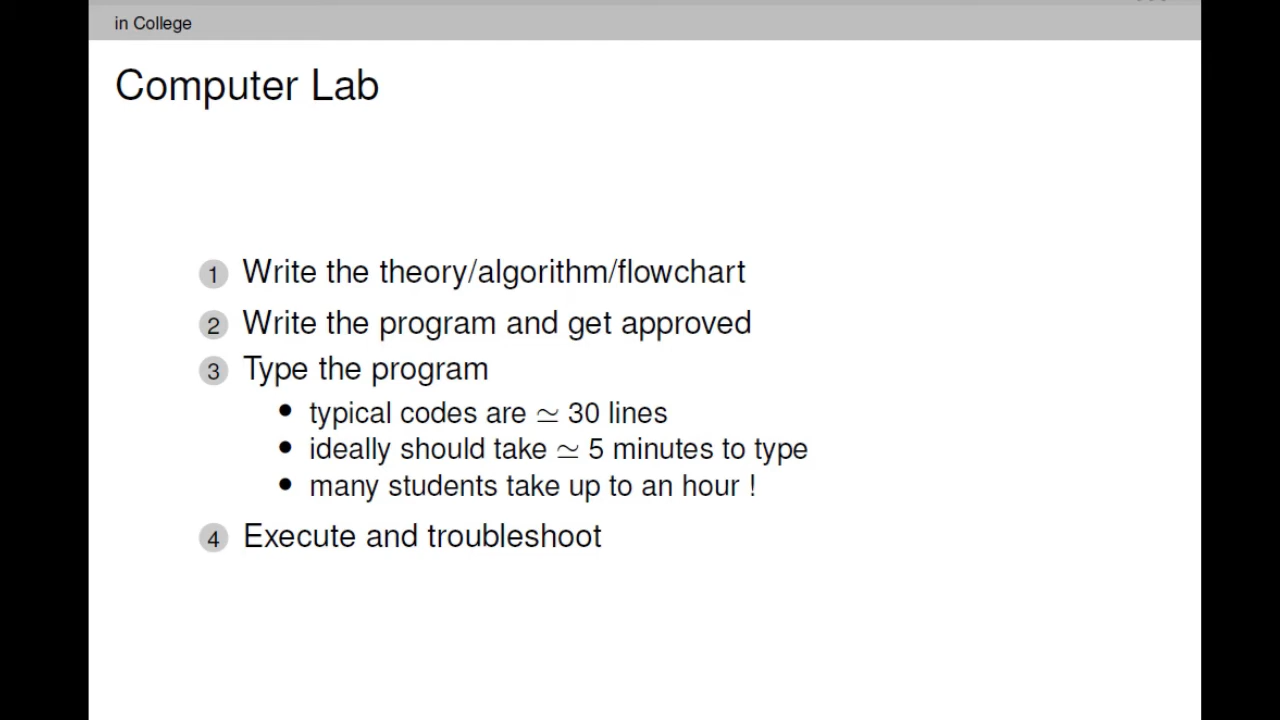 in College
Computer Lab
1 Write the theory/algorithm/flowchart
2 Write the program and get approved
3 Type the program
• typical codes are ≃ 30 lines
• ideally should take ≃ 5 minutes to type
• many students take up to an hour !
4 Execute and troubleshoot